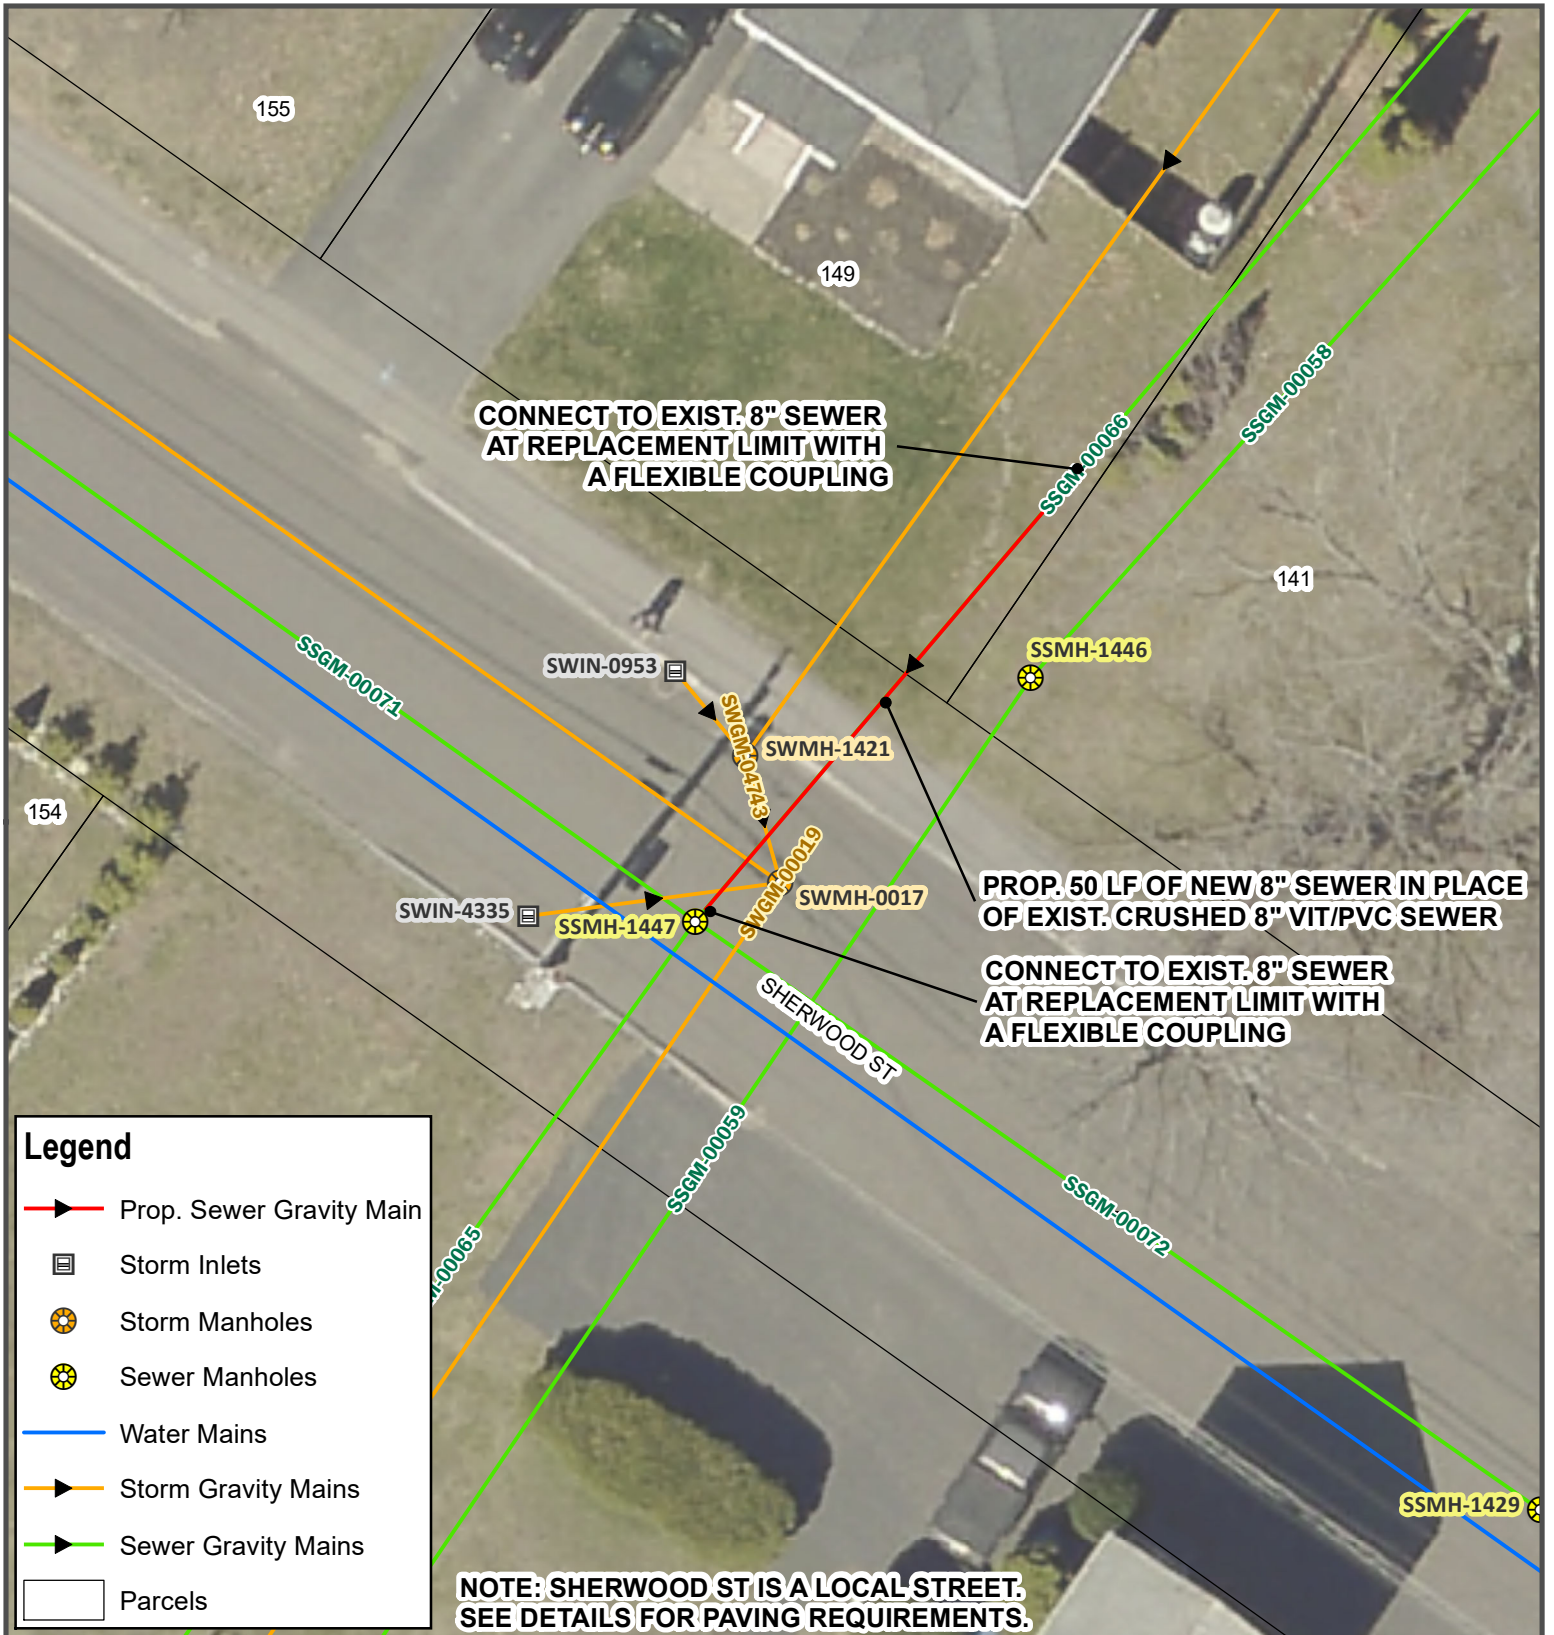 155
149
CONNECT TO EXIST. 8" SEWER
AT REPLACEMENT LIMIT WITH
A FLEXIBLE COUPLING
SSGM-00066
SSGM-00058
141
SSMH-1446
SWIN-0953
SSGM-00071
SWGM-04743
SWMH-1421
154
SWGM-00019
SWMH-0017
SWIN-4335
SSMH-1447
PROP. 50 LF OF NEW 8" SEWER IN PLACE
OF EXIST. CRUSHED 8" VIT/PVC SEWER
CONNECT TO EXIST. 8" SEWER
AT REPLACEMENT LIMIT WITH
A FLEXIBLE COUPLING
SHERWOOD ST
SSGM-00059
SSGM-00072
M-00065
SSMH-1429
Legend
Prop. Sewer Gravity Main
Storm Inlets
Storm Manholes
Sewer Manholes
Water Mains
Storm Gravity Mains
Sewer Gravity Mains
Parcels
NOTE: SHERWOOD ST IS A LOCAL STREET.
SEE DETAILS FOR PAVING REQUIREMENTS.